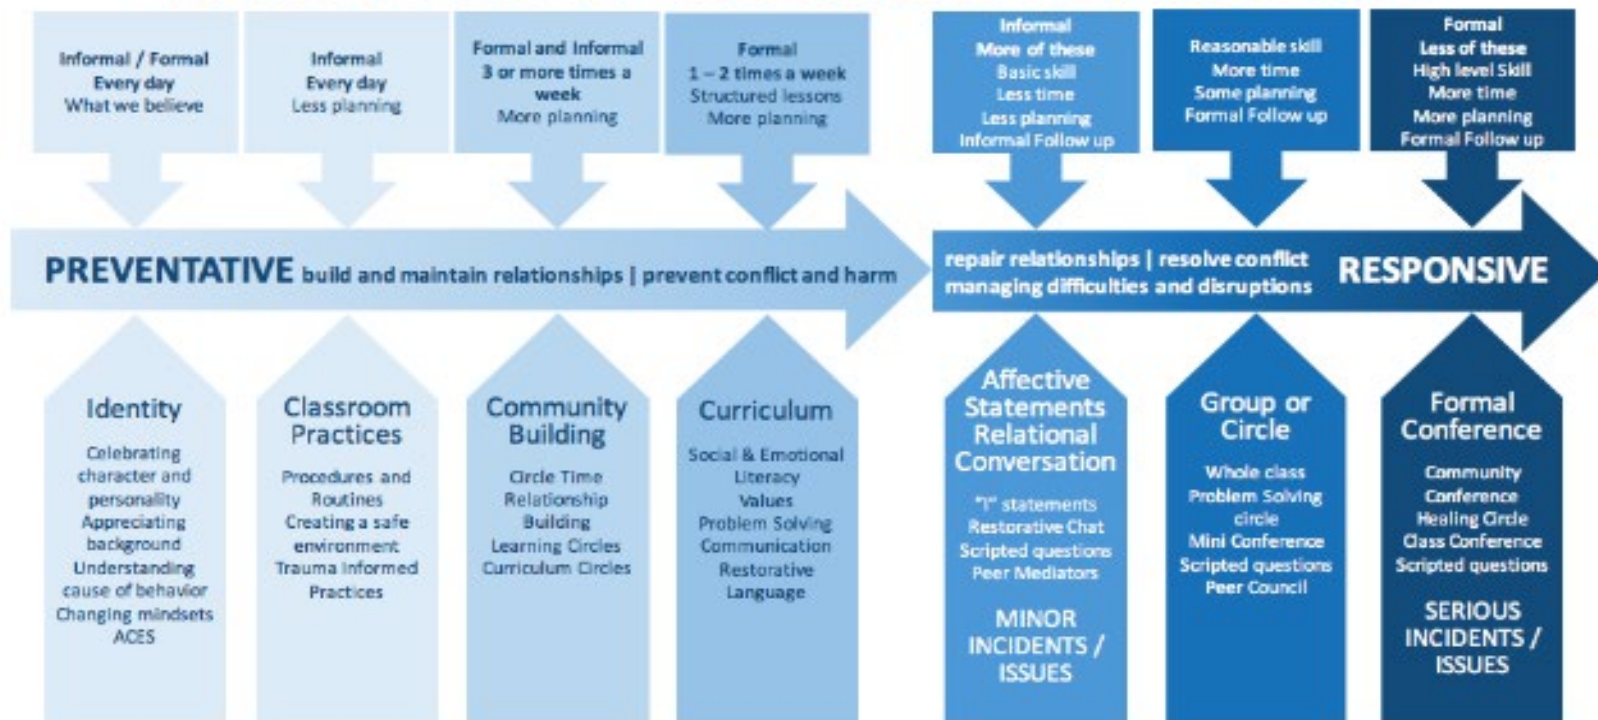 Informal / Formal
Every day
What we believe
Informal
Every day
Less planning
Formal and Informal
3 or more times a
week
More planning
Formal
1 – 2 times a week
Structured lessons
More planning
Informal
More of these
Basic skill
Less time
Less planning
Informal Follow up
Reasonable skill
More time
Some planning
Formal Follow up
Formal
Less of these
High level Skill
More time
More planning
Formal Follow up
PREVENTATIVE build and maintain relationships | prevent conflict and harm
repair relationships | resolve conflict
managing difficulties and disruptions
RESPONSIVE
Identity
Celebrating
character and
personality
Appreciating
background
Understanding
cause of behavior
Changing mindsets
ACES
Classroom
Practices
Procedures and
Routines
Creating a safe
environment
Trauma Informed
Practices
Community
Building
Circle Time
Relationship
Building
Learning Circles
Curriculum Circles
Curriculum
Social & Emotional
Literacy
Values
Problem Solving
Communication
Restorative
Language
Affective
Statements
Relational
Conversation
"I" statements
Restorative Chat
Scripted questions
Peer Mediators
MINOR
INCIDENTS /
ISSUES
Group or
Circle
Whole class
Problem Solving
circle
Mini Conference
Scripted questions
Peer Council
Formal
Conference
Community
Conference
Healing Circle
Class Conference
Scripted questions
SERIOUS
INCIDENTS /
ISSUES